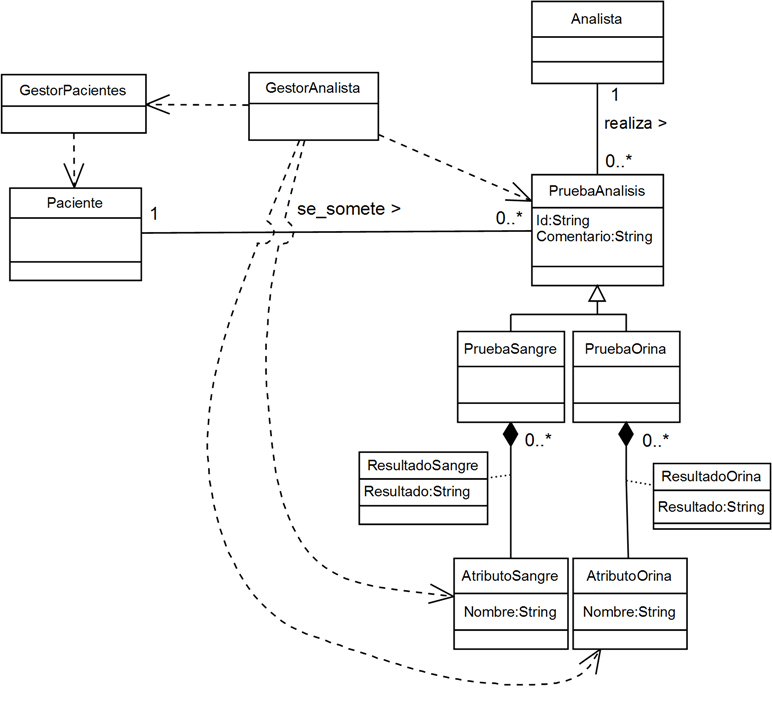 Analista
GestorPacientes
GestorAnalista
1
realiza >
0..*
Paciente
1
se_somete >
0..*
PruebaAnalisis
Id:String
Comentario:String
PruebaSangre
PruebaOrina
0..*
0..*
ResultadoSangre
Resultado:String
ResultadoOrina
Resultado:String
AtributoSangre
Nombre:String
AtributoOrina
Nombre:String